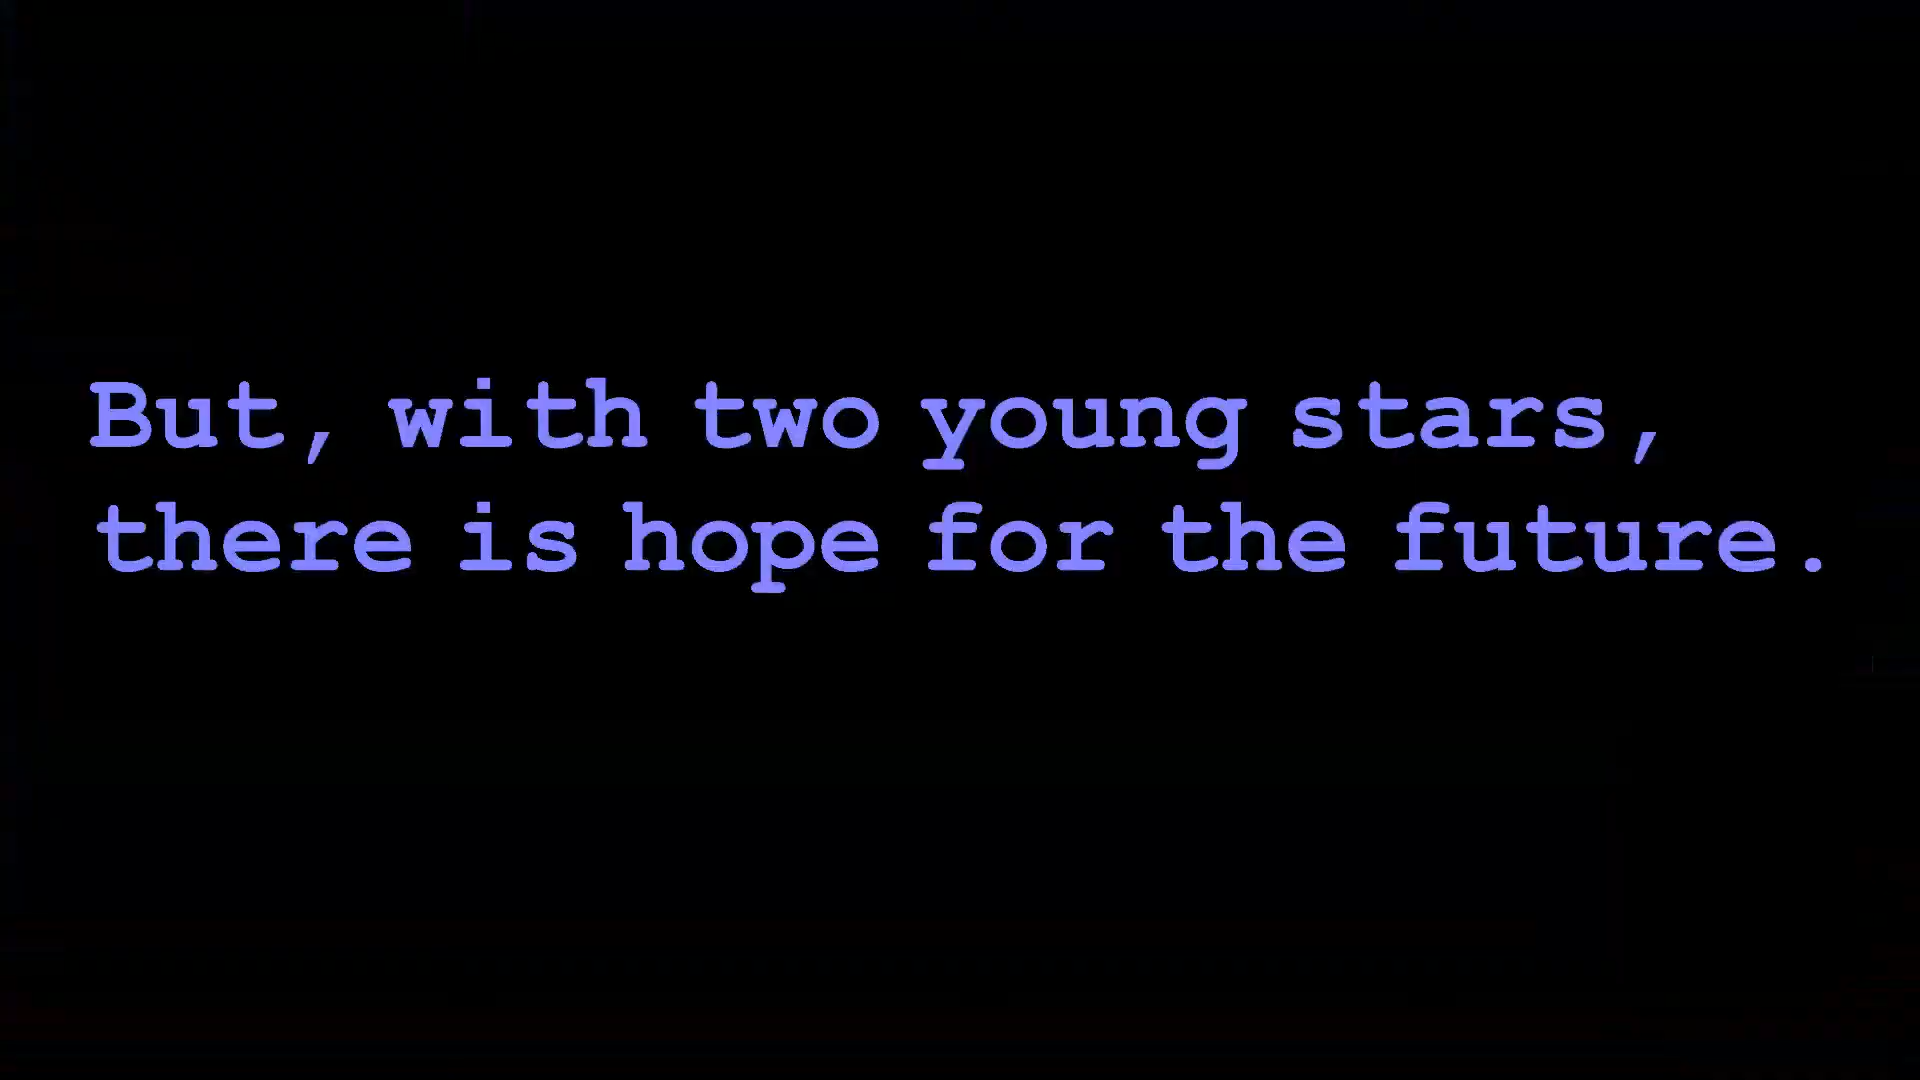 But, with two young stars,
there is hope for the future.